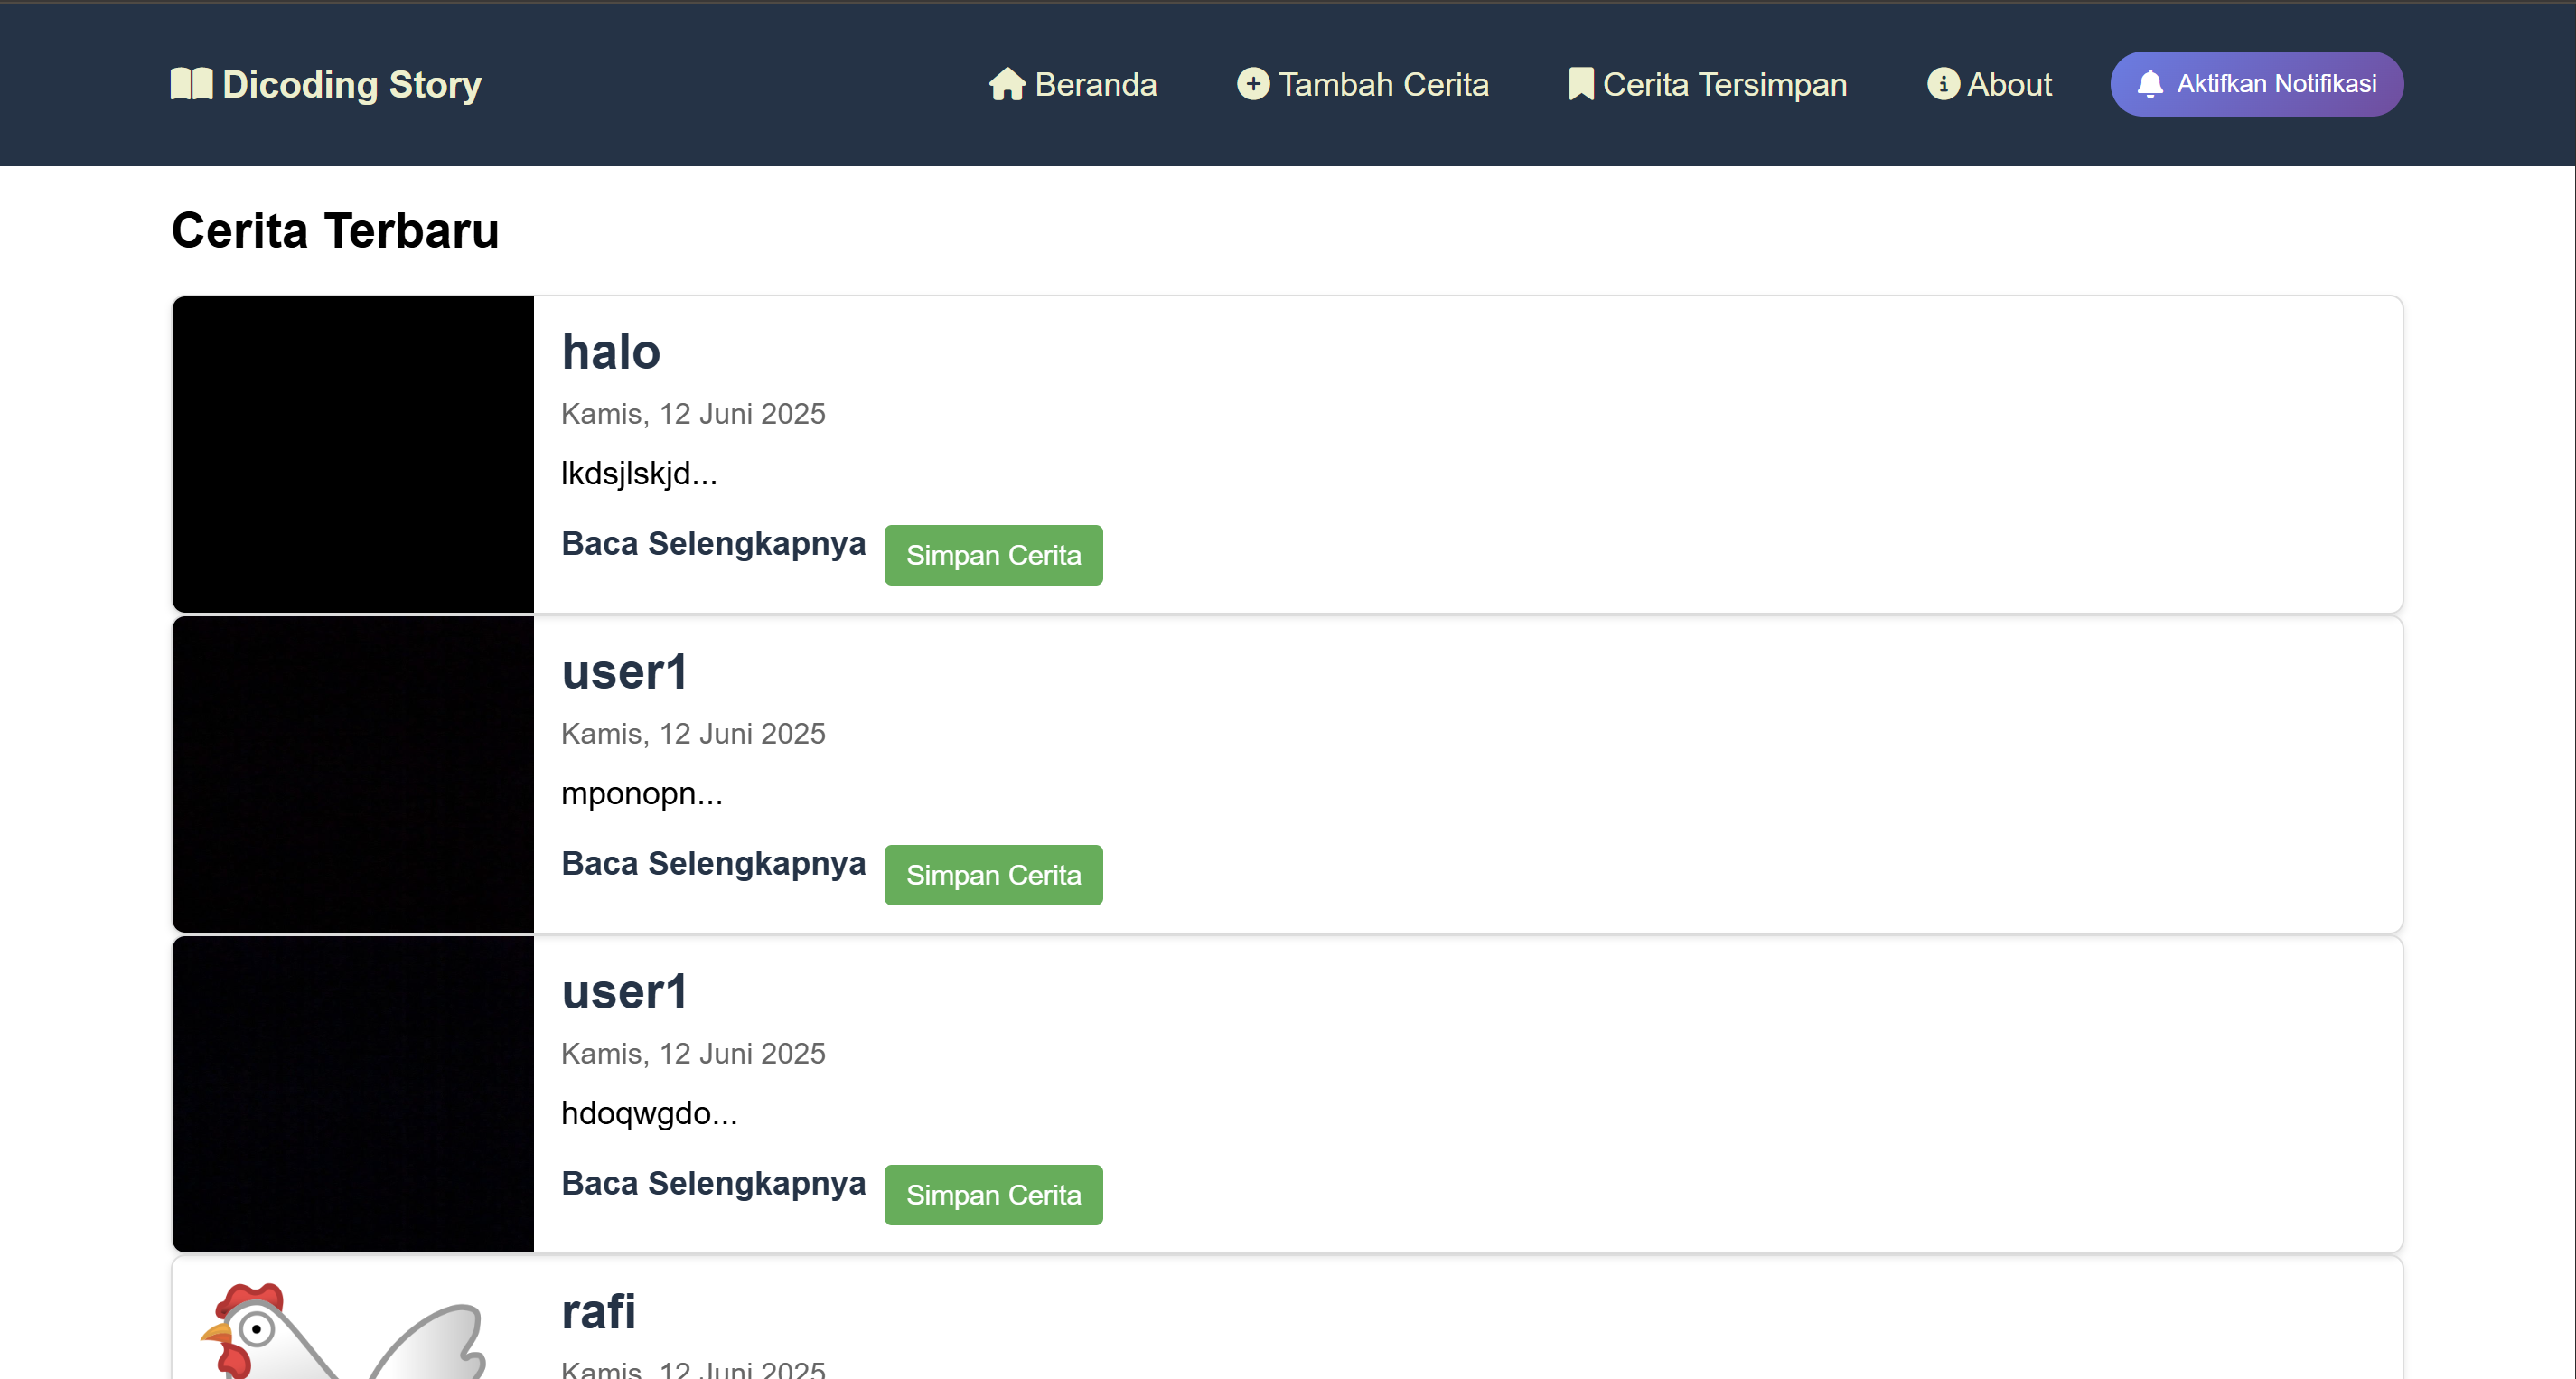 Dicoding Story
Beranda
Tambah Cerita
Cerita Tersimpan
About
Aktifkan Notifikasi
Cerita Terbaru
halo
Kamis, 12 Juni 2025
lkdsjlskjd...
Baca Selengkapnya
Simpan Cerita
user1
Kamis, 12 Juni 2025
mponopn...
Baca Selengkapnya
Simpan Cerita
user1
Kamis, 12 Juni 2025
hdoqwgdo...
Baca Selengkapnya
Simpan Cerita
rafi
Kamis, 12 Juni 2025